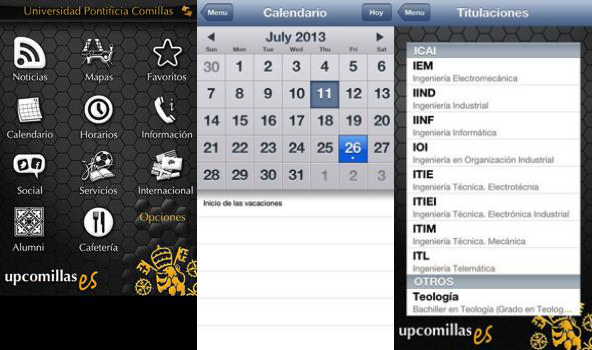 Universidad Pontificia Comillas
Noticias Mapas Favoritos
Calendario Horarios Información
Social Servicios Internacional
Alumni Cafetería Opciones
upcomillas es
Menu Calendario Hoy
July 2013
Sun Mon Tue Wed Thu Fri Sat
30 1 2 3 4 5 6
7 8 9 10 11 12 13
14 15 16 17 18 19 20
21 22 23 24 25 26 27
28 29 30 31 1 2 3
Inicio de las vacaciones
Menu Titulaciones
ICAI
IEM
Ingeniería Electromecánica
IIND
Ingeniería Industrial
IINF
Ingeniería Informática
IOI
Ingeniería en Organización Industrial
ITIE
Ingeniería Técnica. Electrotécnia
ITIEI
Ingeniería Técnica. Electrónica Industrial
ITIM
Ingeniería Técnica. Mecánica
ITL
Ingeniería Telemática
OTROS
Teología
Bachiller en Teología (Grado en Teolog...
upcomillas es